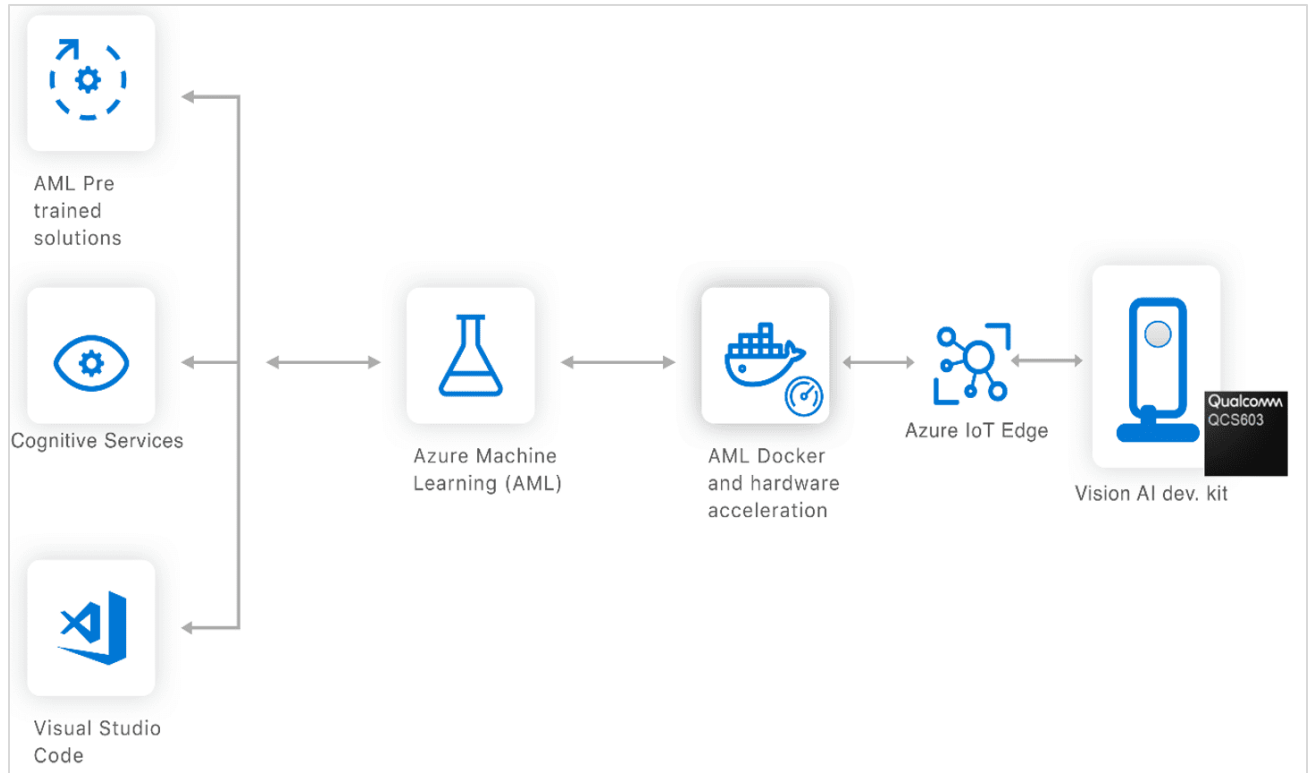 AML Pre
trained
solutions
Cognitive Services
Visual Studio
Code
Azure Machine
Learning (AML)
AML Docker
and hardware
acceleration
Azure IoT Edge
Qualcomm
QCS603
Vision AI dev. kit